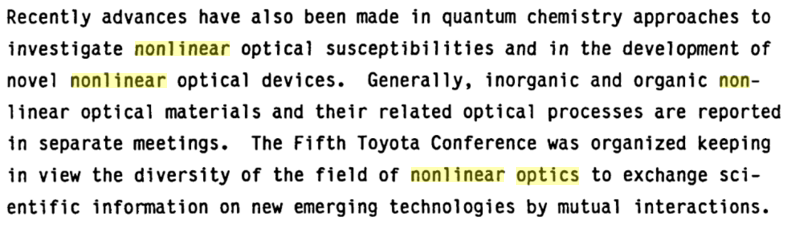 Recently advances have also been made in quantum chemistry approaches to
investigate nonlinear optical susceptibilities and in the development of
novel nonlinear optical devices.  Generally, inorganic and organic non-
linear optical materials and their related optical processes are reported
in separate meetings.  The Fifth Toyota Conference was organized keeping
in view the diversity of the field of nonlinear optics to exchange sci-
entific information on new emerging technologies by mutual interactions.